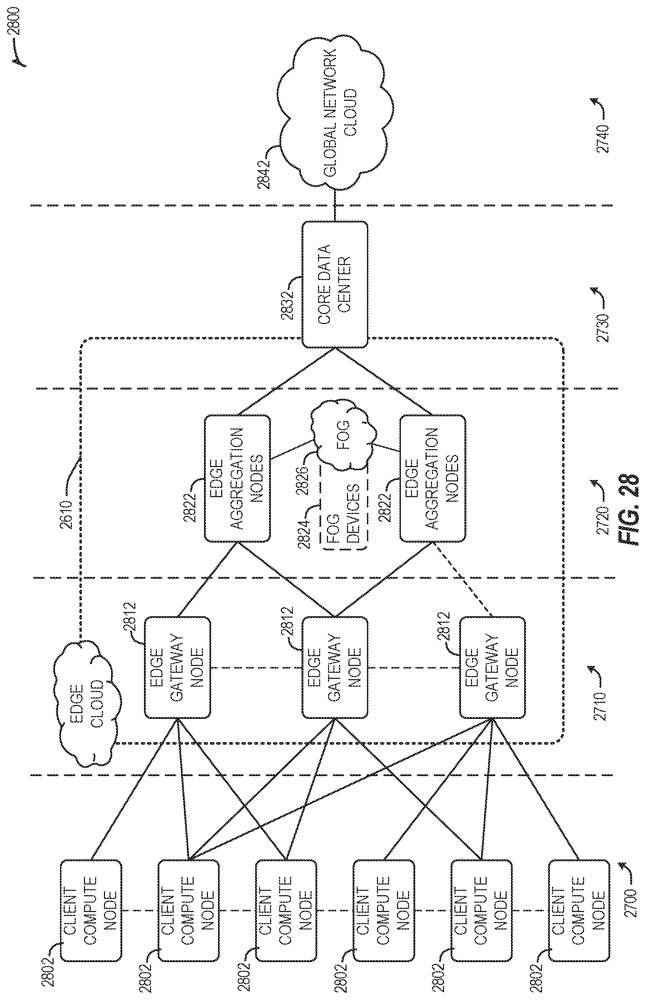 2800
2842
GLOBAL NETWORK
CLOUD
2740
2832
CORE DATA
CENTER
2730
2610
2822
EDGE
AGGREGATION
NODES
2826
FOG
2824
FOG
DEVICES
2822
EDGE
AGGREGATION
NODES
2720
EDGE
CLOUD
2812
EDGE
GATEWAY
NODE
2812
EDGE
GATEWAY
NODE
2812
EDGE
GATEWAY
NODE
2710
2802
CLIENT
COMPUTE
NODE
2802
CLIENT
COMPUTE
NODE
2802
CLIENT
COMPUTE
NODE
2802
CLIENT
COMPUTE
NODE
2802
CLIENT
COMPUTE
NODE
2802
CLIENT
COMPUTE
NODE
2700
FIG. 28